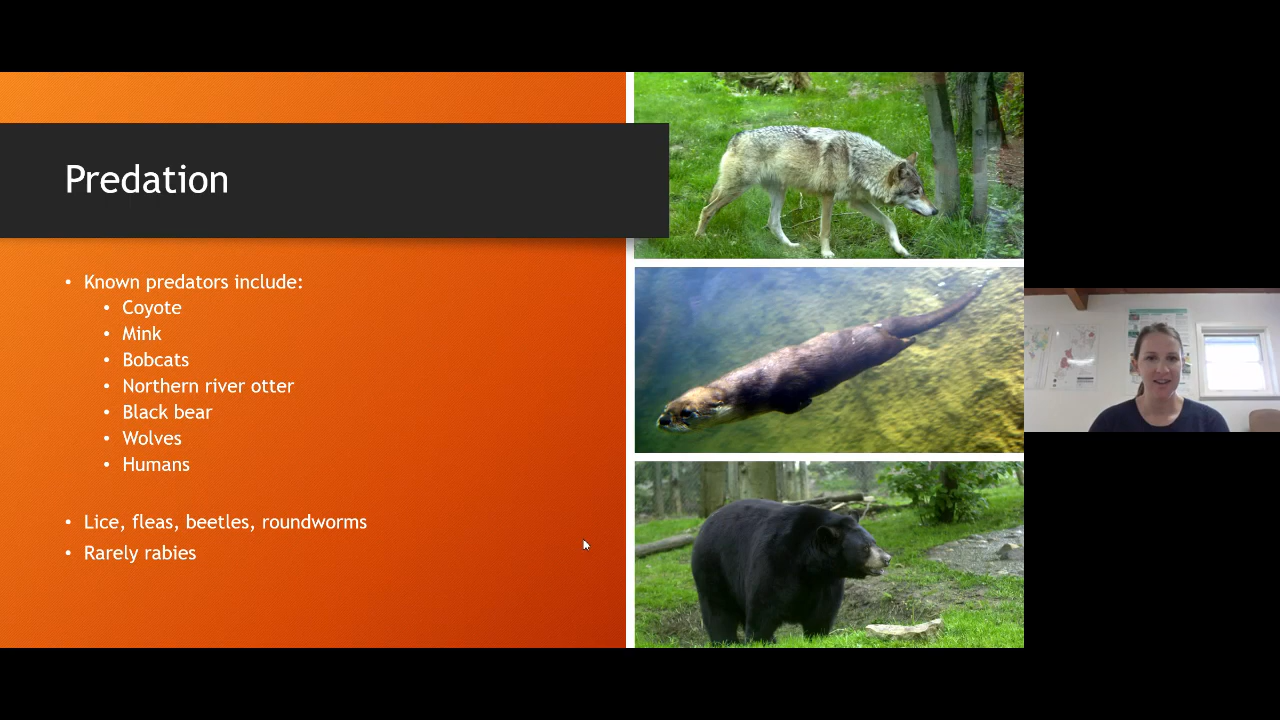 Predation
• Known predators include:
• Coyote
• Mink
• Bobcats
• Northern river otter
• Black bear
• Wolves
• Humans
• Lice, fleas, beetles, roundworms
• Rarely rabies